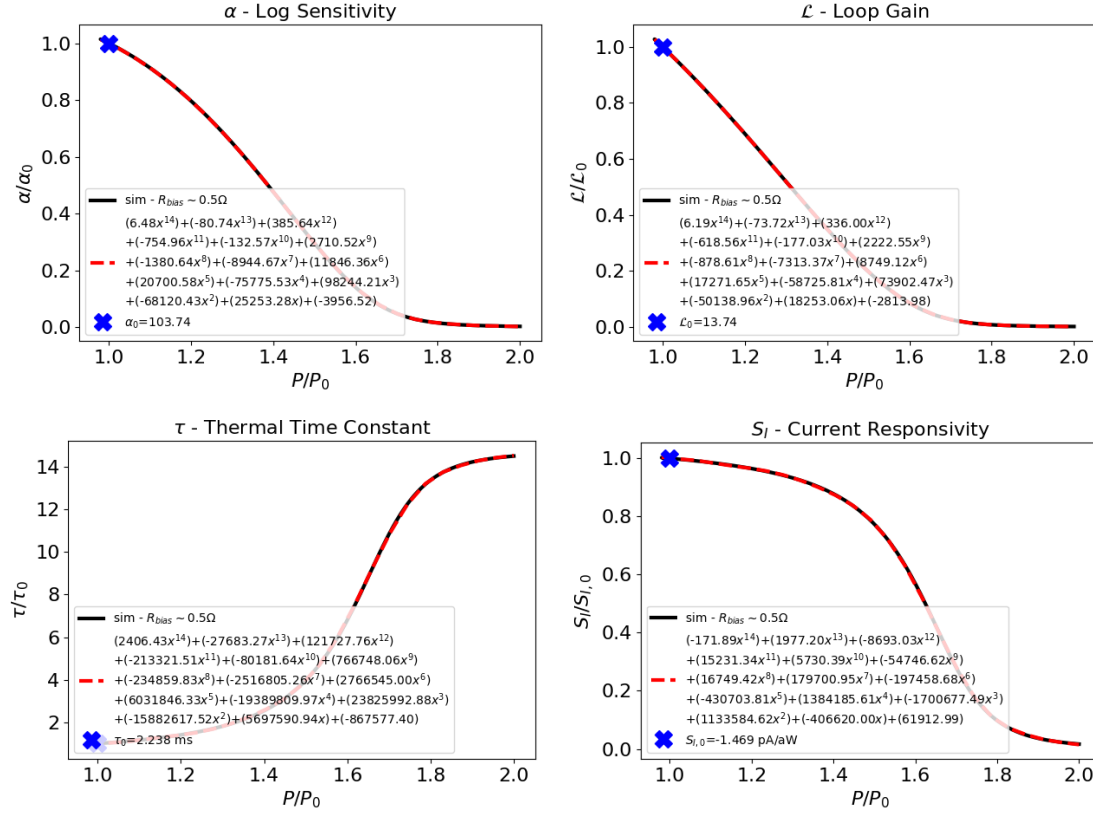 α - Log Sensitivity
α/α₀
1.0
0.8
0.6
0.4
0.2
0.0
sim - R_bias ~ 0.5Ω
(6.48x¹⁴)+(-80.74x¹³)+(385.64x¹²)
+(-754.96x¹¹)+(-132.57x¹⁰)+(2710.52x⁹)
+(-1380.64x⁸)+(-8944.67x⁷)+(11846.36x⁶)
+(20700.58x⁵)+(-75775.53x⁴)+(98244.21x³)
+(-68120.43x²)+(25253.28x)+(-3956.52)
α₀=103.74
1.0 1.2 1.4 1.6 1.8 2.0
P/P₀
ℒ - Loop Gain
ℒ/ℒ₀
1.0
0.8
0.6
0.4
0.2
0.0
sim - R_bias ~ 0.5Ω
(6.19x¹⁴)+(-73.72x¹³)+(336.00x¹²)
+(-618.56x¹¹)+(-177.03x¹⁰)+(2222.55x⁹)
+(-878.61x⁸)+(-7313.37x⁷)+(8749.12x⁶)
+(17271.65x⁵)+(-58725.81x⁴)+(73902.47x³)
+(-50138.96x²)+(18253.06x)+(-2813.98)
ℒ₀=13.74
1.0 1.2 1.4 1.6 1.8 2.0
P/P₀
τ - Thermal Time Constant
τ/τ₀
14
12
10
8
6
4
2
sim - R_bias ~ 0.5Ω
(2406.43x¹⁴)+(-27683.27x¹³)+(121727.76x¹²)
+(-213321.51x¹¹)+(-80181.64x¹⁰)+(766748.06x⁹)
+(-234859.83x⁸)+(-2516805.26x⁷)+(2766545.00x⁶)
+(6031846.33x⁵)+(-19389809.97x⁴)+(23825992.88x³)
+(-15882617.52x²)+(5697590.94x)+(-867577.40)
τ₀=2.238 ms
1.0 1.2 1.4 1.6 1.8 2.0
P/P₀
S_I - Current Responsivity
S_I/S_I,0
1.0
0.8
0.6
0.4
0.2
0.0
sim - R_bias ~ 0.5Ω
(-171.89x¹⁴)+(1977.20x¹³)+(-8693.03x¹²)
+(15231.34x¹¹)+(5730.39x¹⁰)+(-54746.62x⁹)
+(16749.42x⁸)+(179700.95x⁷)+(-197458.68x⁶)
+(-430703.81x⁵)+(1384185.61x⁴)+(-1700677.49x³)
+(1133584.62x²)+(-406620.00x)+(61912.99)
S_I,0=-1.469 pA/aW
1.0 1.2 1.4 1.6 1.8 2.0
P/P₀